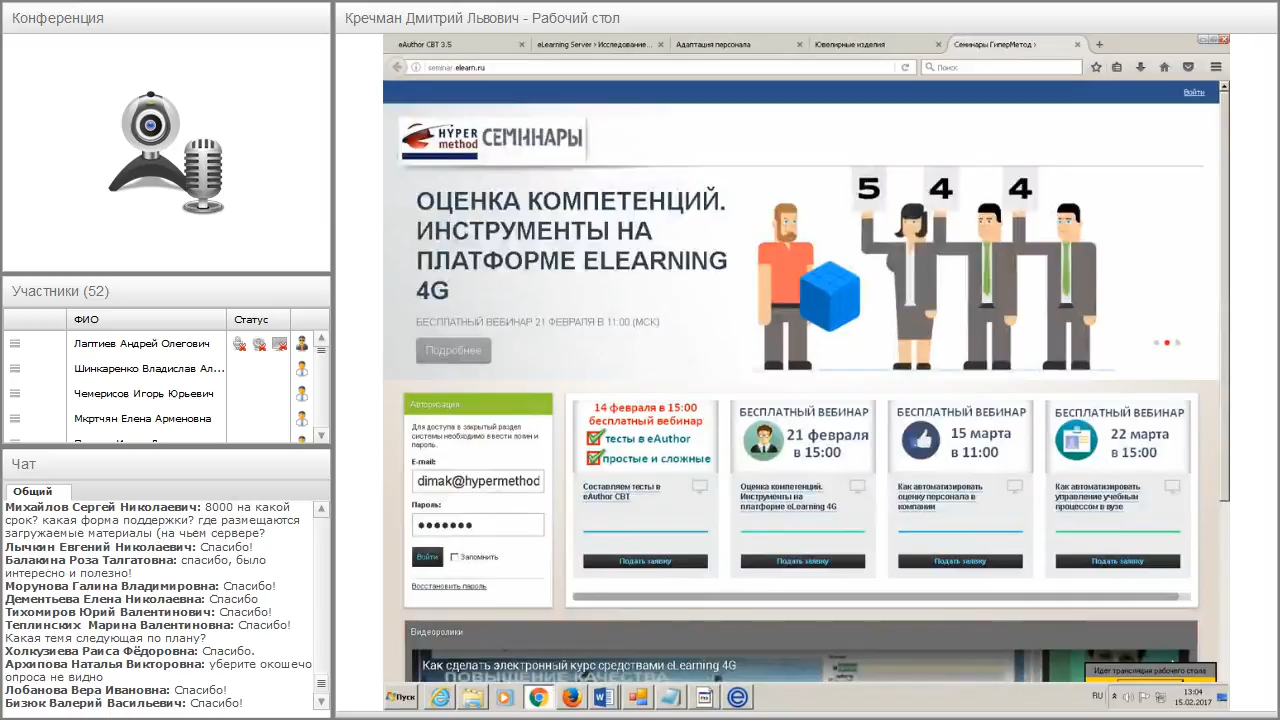 Конференция
Участники (52)
ФИО
Статус
Лаптиев Андрей Олегович
Шинкаренко Владислав Ал...
Чемерисов Игорь Юрьевич
Мкртчян Елена Арменовна
Чат
Общий
Михайлов Сергей Николаевич: 8000 на какой
срок? какая форма поддержки? где размещаются
загружаемые материалы (на чьем сервере?
Лычкин Евгений Николаевич: Спасибо!
Балакина Роза Талгатовна: спасибо, было
интересно и полезно!
Морунова Галина Владимировна: Спасибо!
Дементьева Елена Николаевна: Спасибо
Тихомиров Юрий Валентинович: Спасибо!
Теплинских Марина Валентиновна: Спасибо!
Какая темя следующая по плану?
Холкузиева Раиса Фёдоровна: Спасибо.
Архипова Наталья Викторовна: уберите окошечо
опроса не видно
Лобанова Вера Ивановна: Спасибо!
Бизюк Валерий Васильевич: Спасибо!
Кречман Дмитрий Львович - Рабочий стол
eAuthor CBT 3.5
eLearning Server › Исследование...
Адаптация персонала
Ювелирные изделия
Семинары ГиперМетод ›
seminar.elearn.ru
Поиск
Войти
HYPER
method
СЕМИНАРЫ
ОЦЕНКА КОМПЕТЕНЦИЙ.
ИНСТРУМЕНТЫ НА
ПЛАТФОРМЕ ELEARNING
4G
БЕСПЛАТНЫЙ ВЕБИНАР 21 ФЕВРАЛЯ В 11:00 (МСК)
Подробнее
5 4 4
Авторизация
Для доступа в закрытый раздел
системы необходимо ввести логин и
пароль.
E-mail:
dimak@hypermethod
Пароль:
Войти
Запомнить
Восстановить пароль
14 февраля в 15:00
бесплатный вебинар
тесты в eAuthor
простые и сложные
Составляем тесты в
eAuthor CBT
Подать заявку
БЕСПЛАТНЫЙ ВЕБИНАР
21 февраля
в 15:00
Оценка компетенций.
Инструменты на
платформе eLearning 4G
Подать заявку
БЕСПЛАТНЫЙ ВЕБИНАР
15 марта
в 11:00
Как автоматизировать
оценку персонала в
компании
Подать заявку
БЕСПЛАТНЫЙ ВЕБИНАР
22 марта
в 15:00
Как автоматизировать
управление учебным
процессом в вузе
Подать заявку
Видеоролики
Как сделать электронный курс средствами eLearning 4G
Идет трансляция рабочего стола
Пуск
RU
13:04
15.02.2017